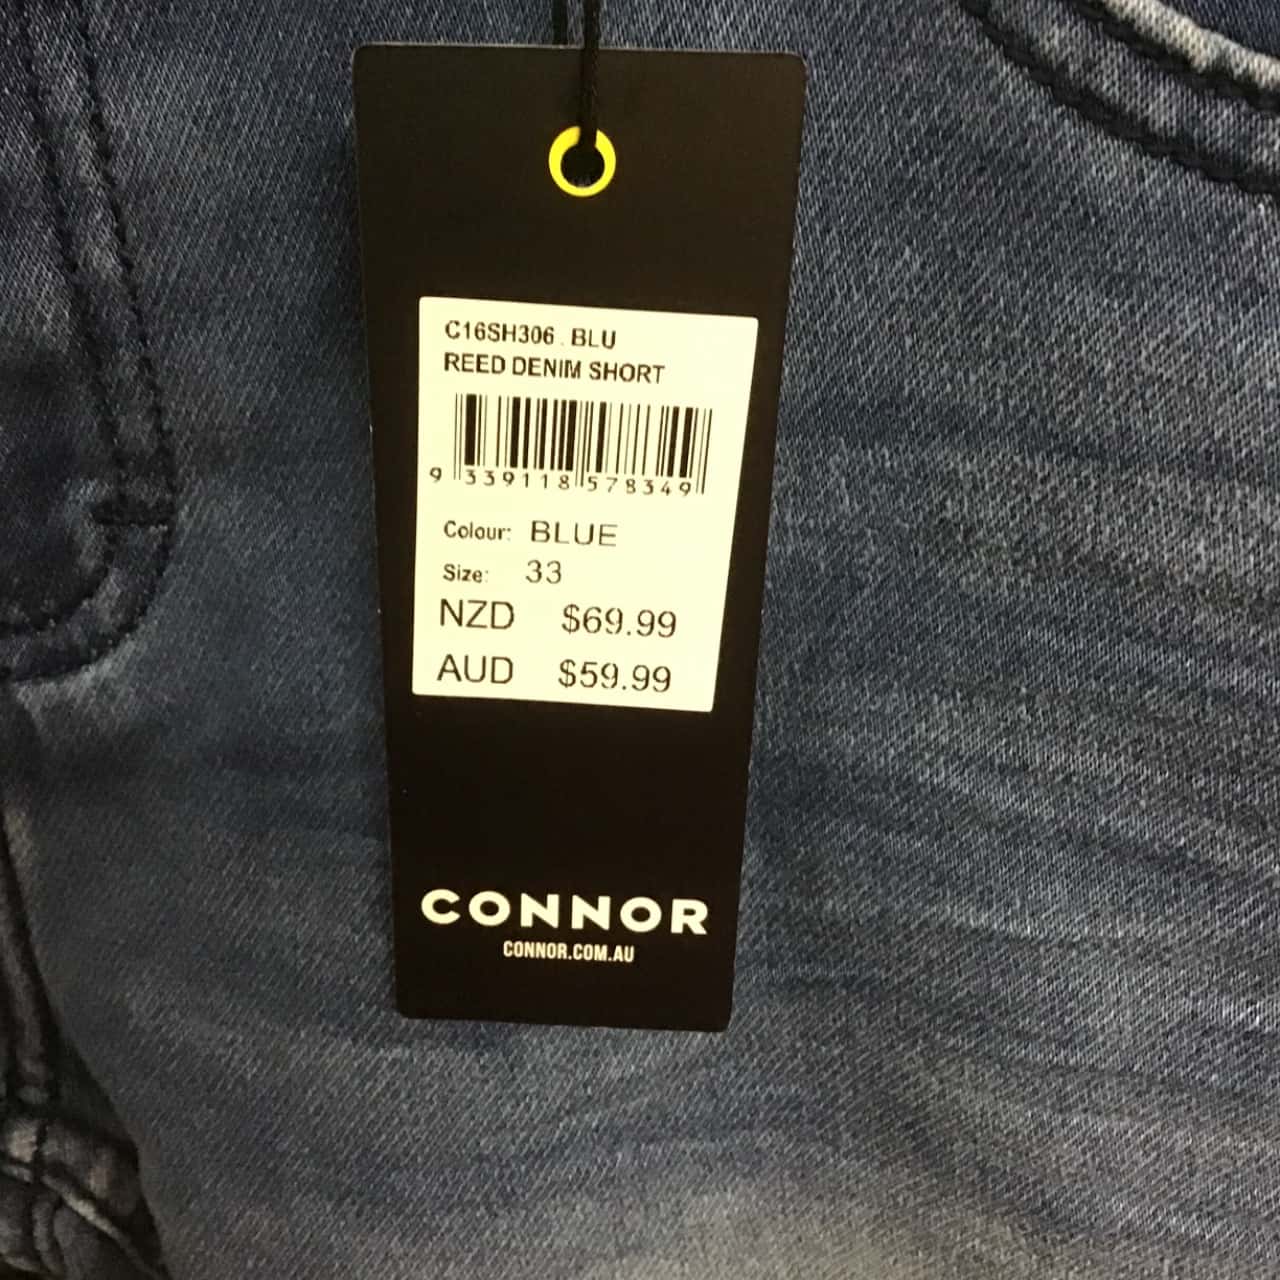 C16SH306 . BLU
REED DENIM SHORT
9 339118 578349
Colour: BLUE
Size: 33
NZD $69.99
AUD $59.99
CONNOR
CONNOR.COM.AU